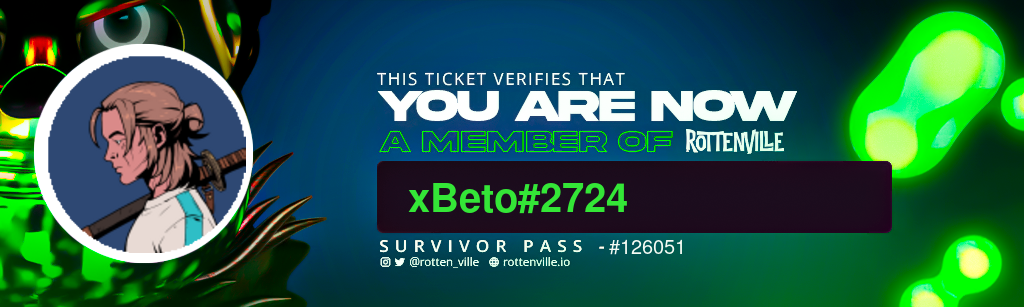 THIS TICKET VERIFIES THAT
YOU ARE NOW
A MEMBER OF ROTTENVILLE
xBeto#2724
SURVIVOR PASS - #126051
@rotten_ville rottenville.io